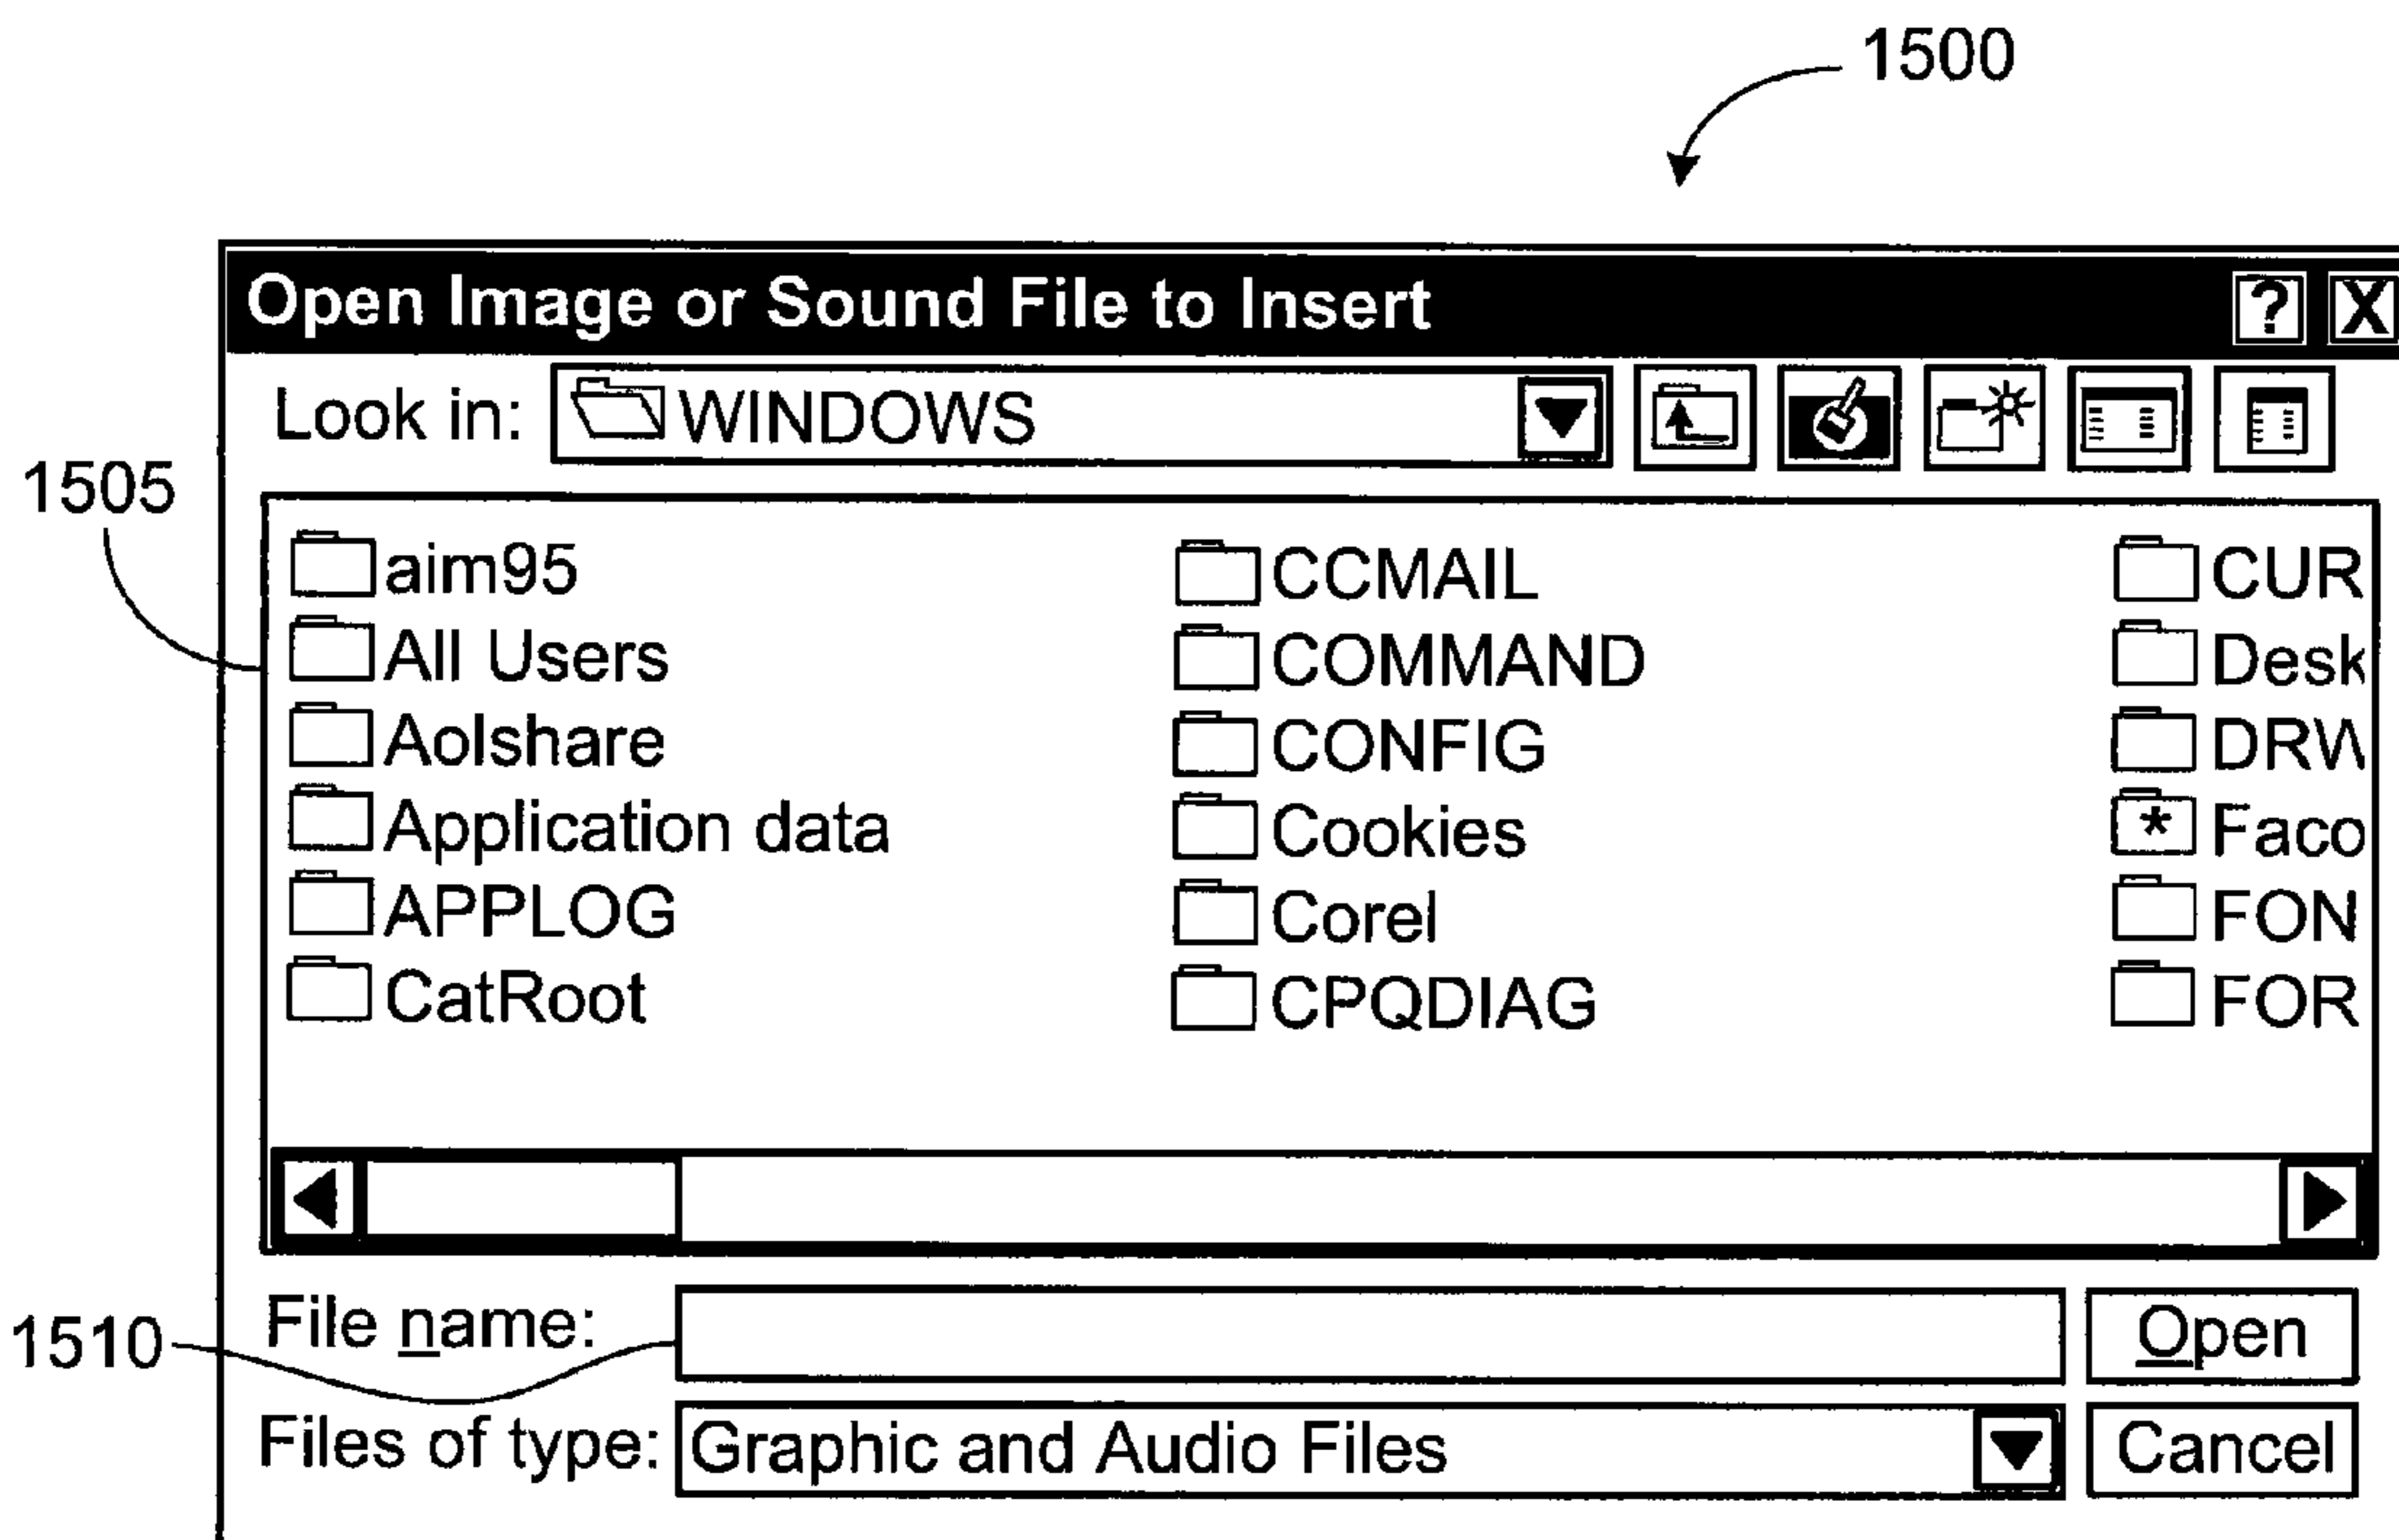 1500
Open Image or Sound File to Insert ? X
Look in: WINDOWS
1505
aim95 CCMAIL CUR
All Users COMMAND Desk
Aolshare CONFIG DRW
Application data Cookies * Faco
APPLOG Corel FON
CatRoot CPQDIAG FOR
File name: Open
1510
Files of type: Graphic and Audio Files Cancel